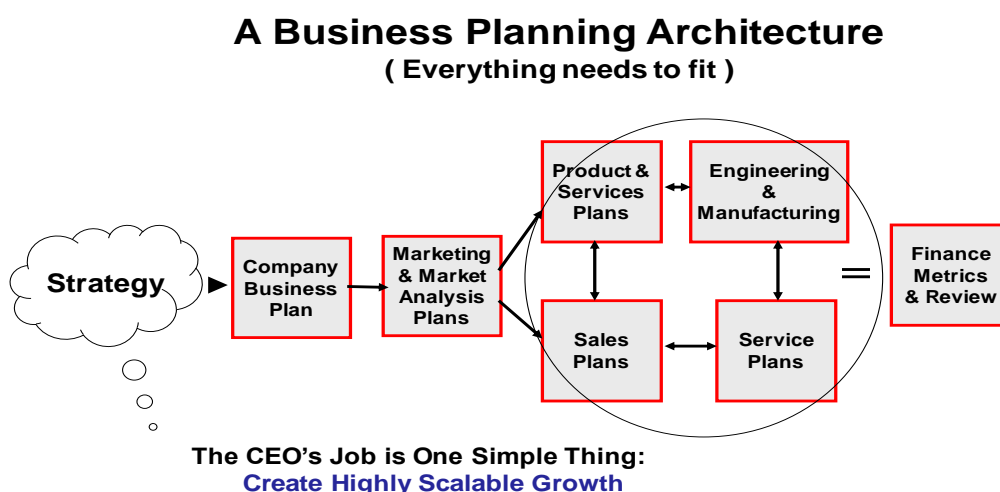 A Business Planning Architecture
( Everything needs to fit )
Strategy
Company
Business
Plan
Marketing
& Market
Analysis
Plans
Product &
Services
Plans
Engineering
&
Manufacturing
Sales
Plans
Service
Plans
=
Finance
Metrics
& Review
The CEO’s Job is One Simple Thing:
Create Highly Scalable Growth